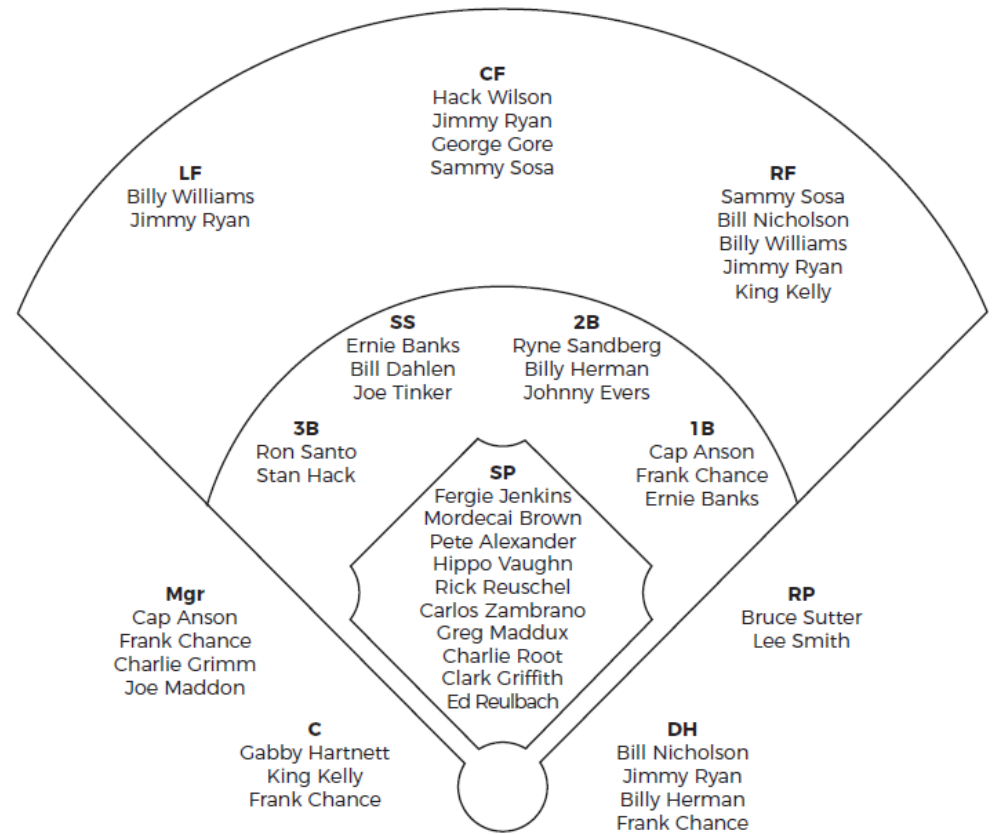 CF
Hack Wilson
Jimmy Ryan
George Gore
Sammy Sosa
LF
Billy Williams
Jimmy Ryan
RF
Sammy Sosa
Bill Nicholson
Billy Williams
Jimmy Ryan
King Kelly
SS
Ernie Banks
Bill Dahlen
Joe Tinker
2B
Ryne Sandberg
Billy Herman
Johnny Evers
3B
Ron Santo
Stan Hack
1B
Cap Anson
Frank Chance
Ernie Banks
SP
Fergie Jenkins
Mordecai Brown
Pete Alexander
Hippo Vaughn
Rick Reuschel
Carlos Zambrano
Greg Maddux
Charlie Root
Clark Griffith
Ed Reulbach
Mgr
Cap Anson
Frank Chance
Charlie Grimm
Joe Maddon
RP
Bruce Sutter
Lee Smith
C
Gabby Hartnett
King Kelly
Frank Chance
DH
Bill Nicholson
Jimmy Ryan
Billy Herman
Frank Chance